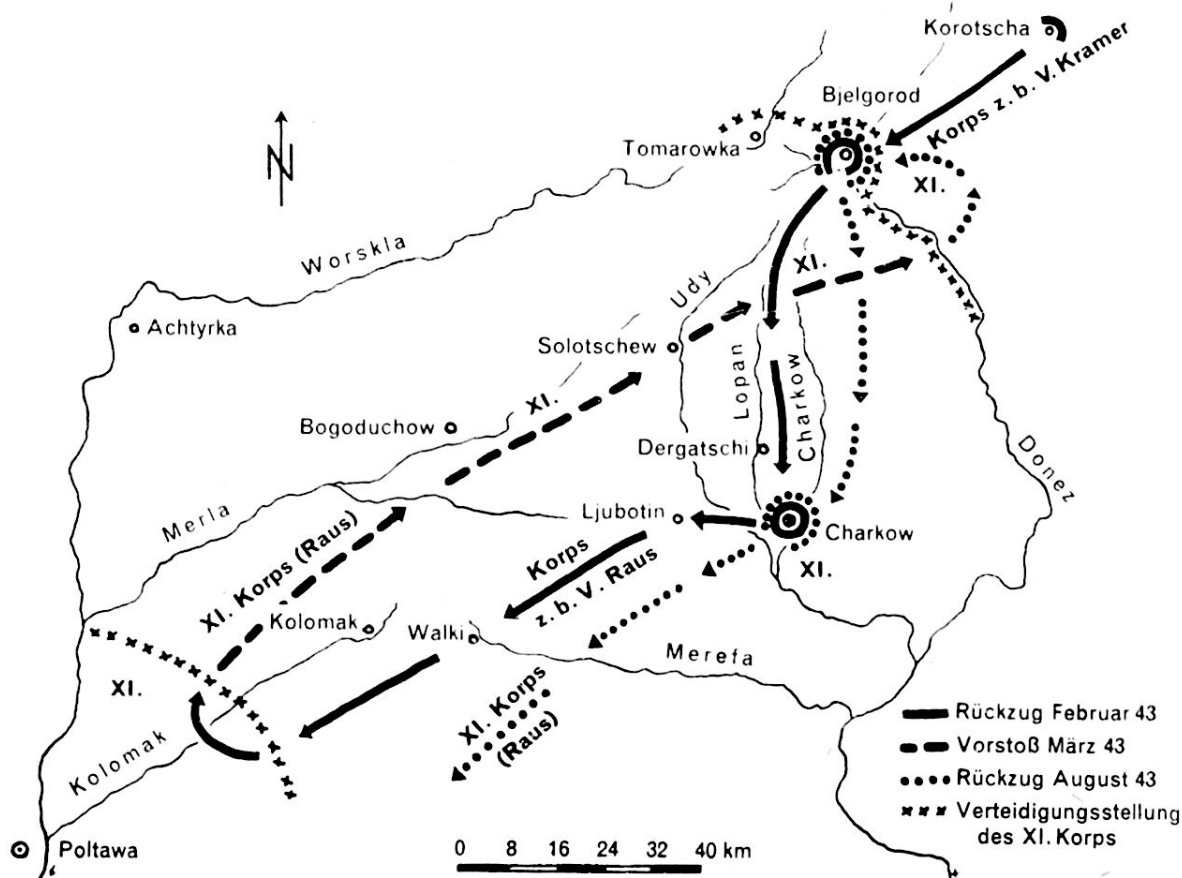 Korotscha
Korps z. b. V. Kramer
Bjelgorod
N
Tomarowka
XI.
Worskla
XI.
Udy
Achtyrka
Solotschew
Lopan
Charkow
XI.
Bogoduchow
Dergatschi
Donez
Merla
Ljubotin
Charkow
XI. Korps (Raus)
Korps
z. b. V. Raus
XI.
Kolomak
Walki
Merefa
XI.
XI. Korps
(Raus)
Kolomak
Rückzug Februar 43
Vorstoß März 43
Rückzug August 43
Verteidigungsstellung
des XI. Korps
Poltawa
0 8 16 24 32 40 km